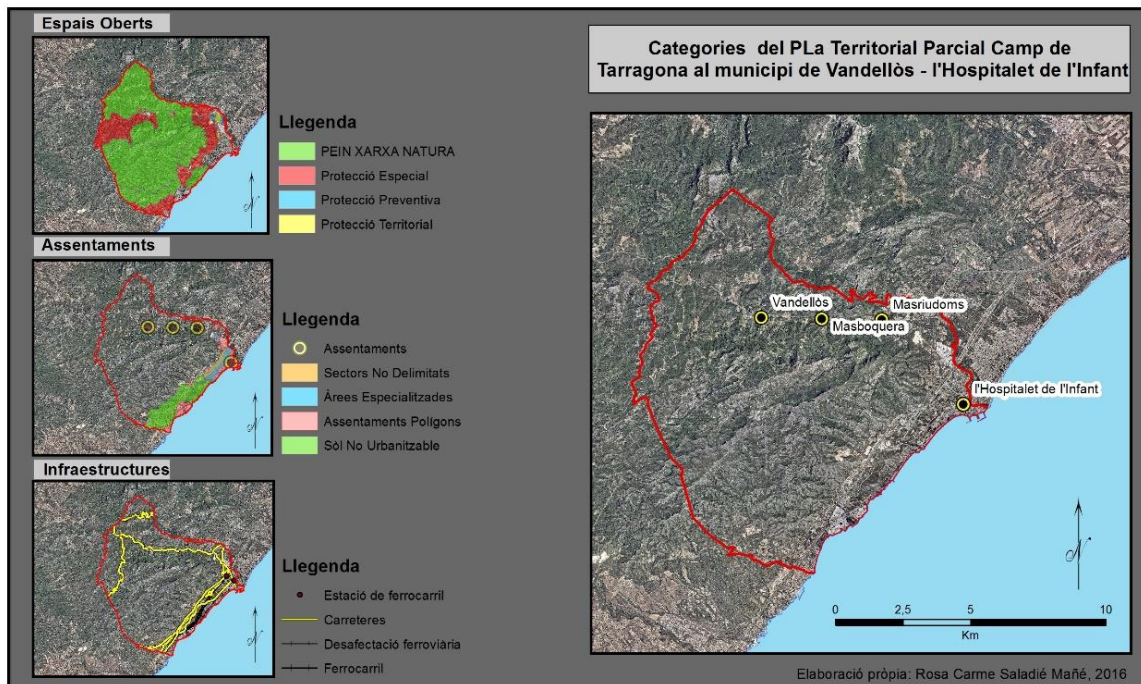 Espais Oberts
Llegenda
PEIN XARXA NATURA
Protecció Especial
Protecció Preventiva
Protecció Territorial
N
Assentaments
Llegenda
Assentaments
Sectors No Delimitats
Àrees Especialitzades
Assentaments Polígons
Sòl No Urbanitzable
N
Infraestructures
Llegenda
Estació de ferrocarril
Carreteres
Desafectació ferroviària
Ferrocarril
N
Categories del PLa Territorial Parcial Camp de
Tarragona al municipi de Vandellòs - l'Hospitalet de l'Infant
Vandellòs
Masriudoms
Masboquera
l'Hospitalet de l'Infant
N
0 2,5 5 10
Km
Elaboració pròpia: Rosa Carme Saladié Mañé, 2016